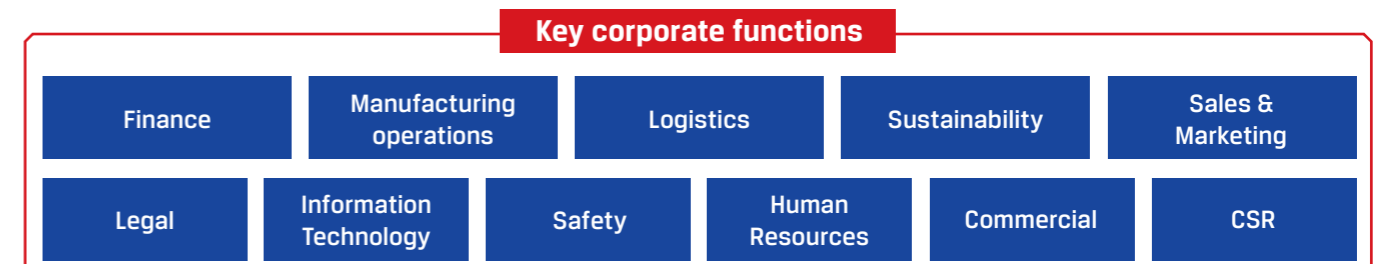 Key corporate functions
Finance
Manufacturing
operations
Logistics
Sustainability
Sales &
Marketing
Legal
Information
Technology
Safety
Human
Resources
Commercial
CSR